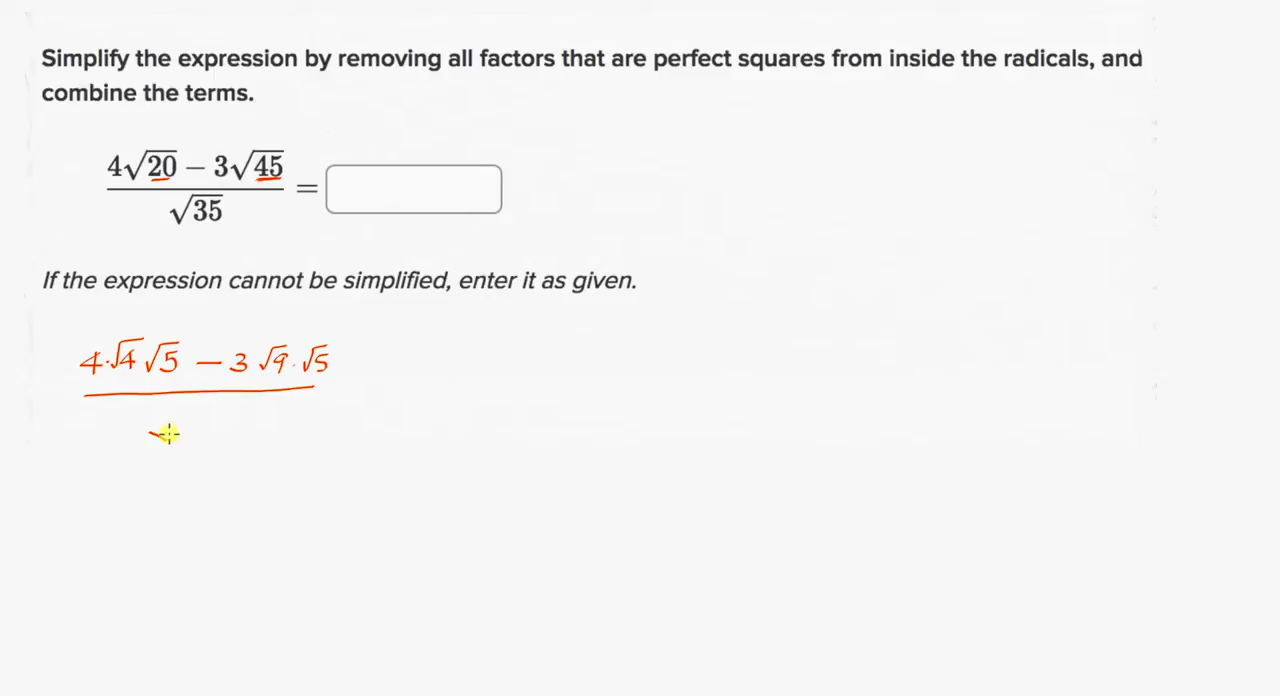 Simplify the expression by removing all factors that are perfect squares from inside the radicals, and
combine the terms.
4√20 − 3√45
=
√35
If the expression cannot be simplified, enter it as given.
4·√4 √5 − 3 √9 · √5